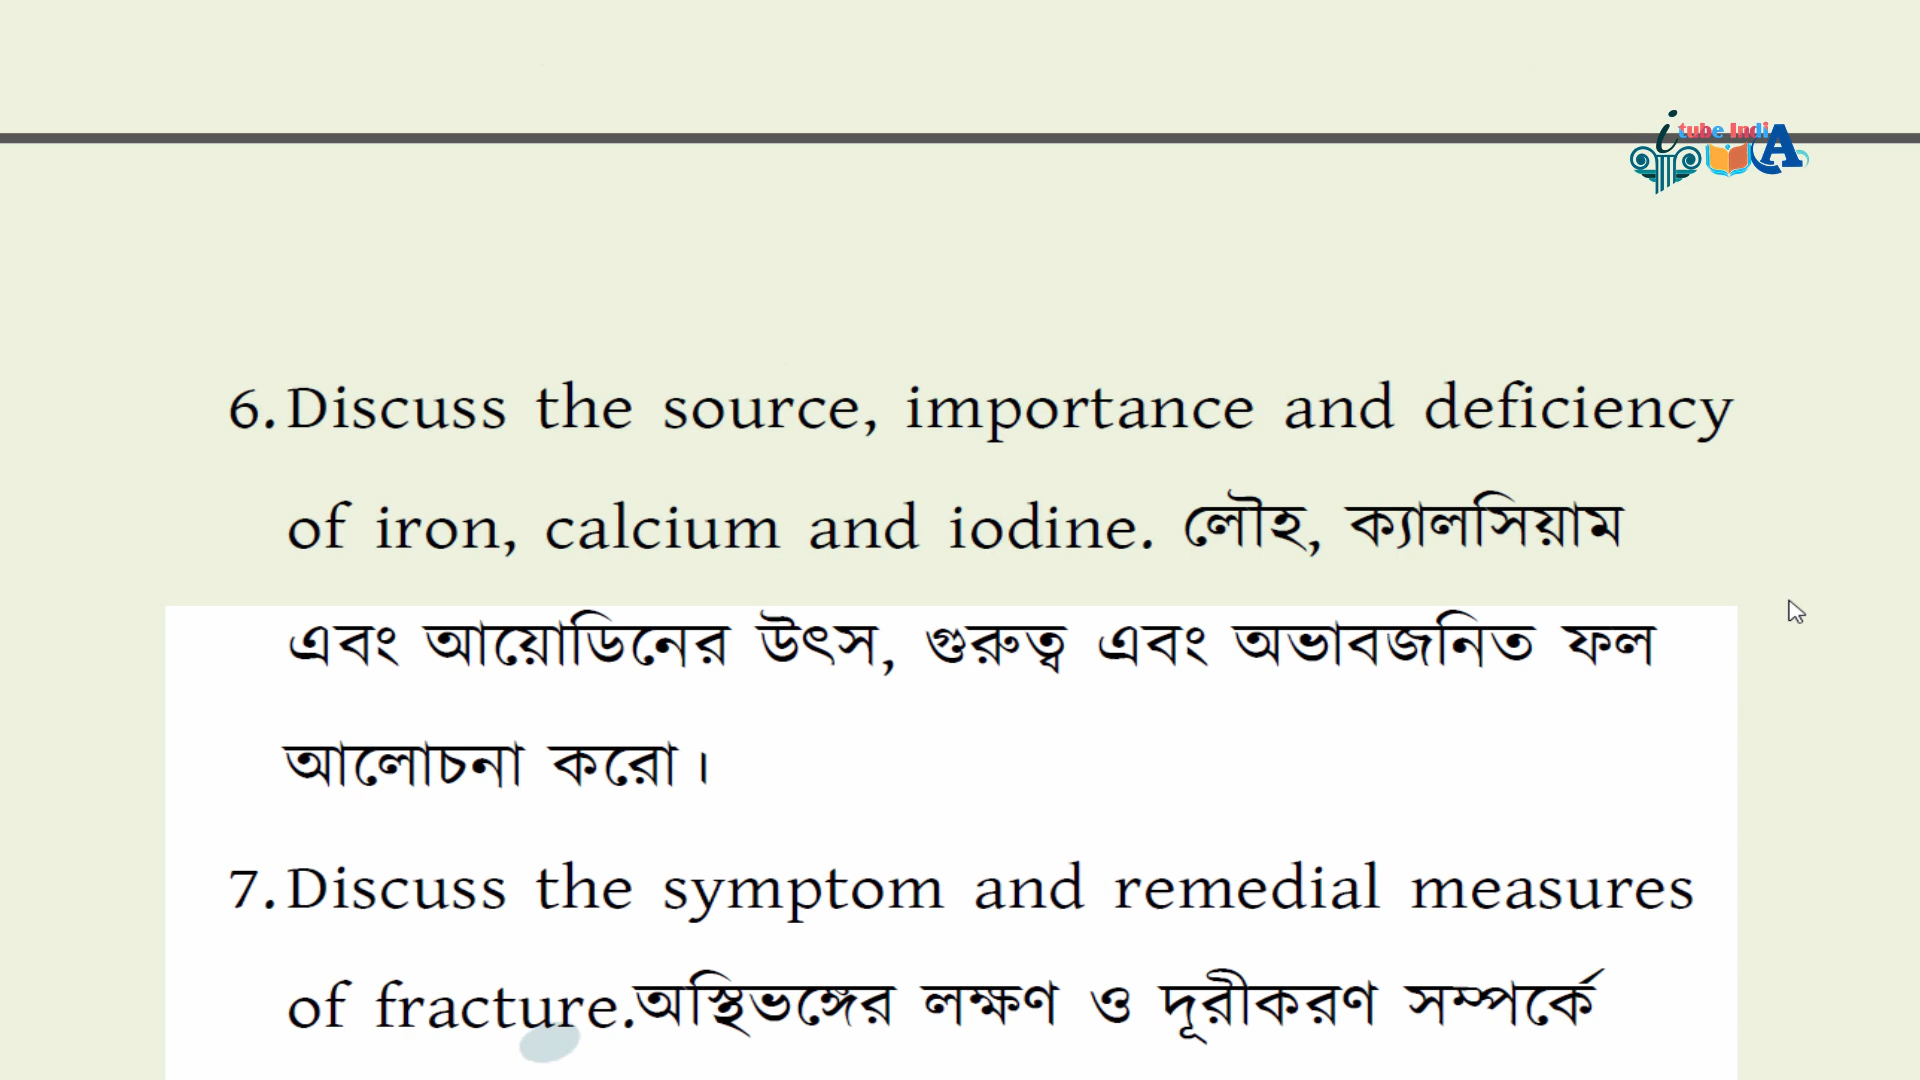 i tube IndiA
6. Discuss the source, importance and deficiency
of iron, calcium and iodine. লৌহ, ক্যালসিয়াম
এবং আয়োডিনের উৎস, গুরুত্ব এবং অভাবজনিত ফল
আলোচনা করো।
7. Discuss the symptom and remedial measures
of fracture.অস্থিভঙ্গের লক্ষণ ও দূরীকরণ সম্পর্কে